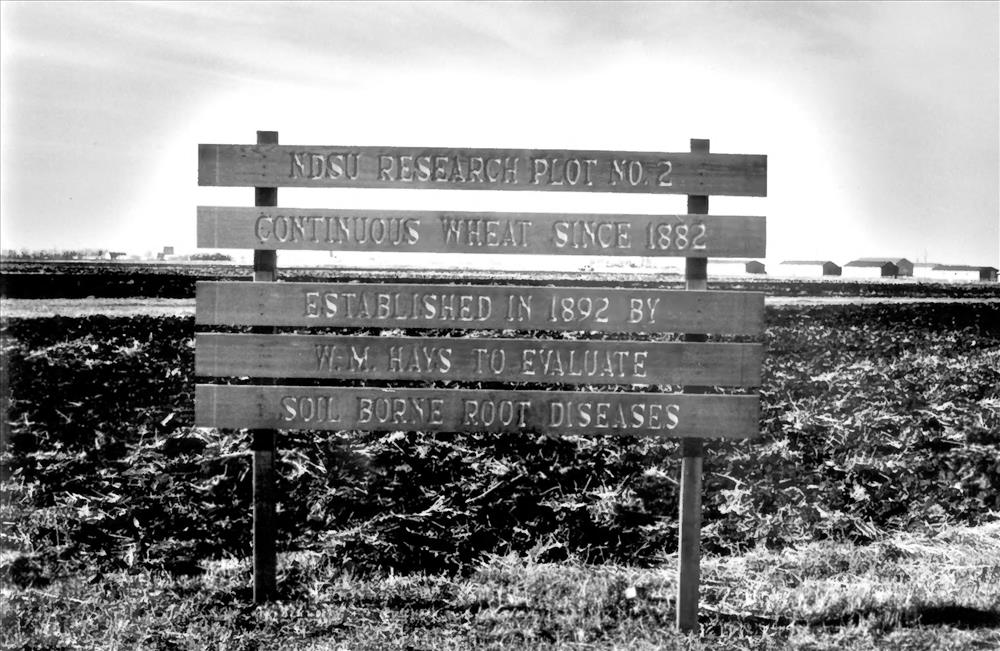 NDSU RESEARCH PLOT NO. 2
CONTINUOUS WHEAT SINCE 1882
ESTABLISHED IN 1892 BY
W. M. HAYS TO EVALUATE
SOIL BORNE ROOT DISEASES